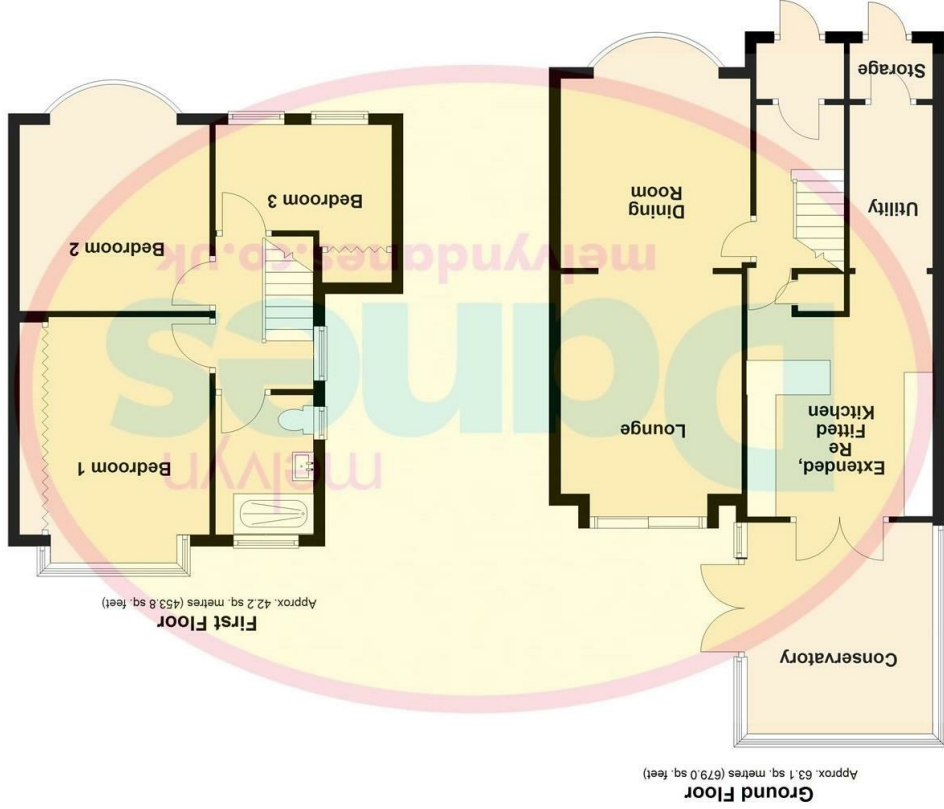 Ground Floor
Approx. 63.1 sq. metres (679.0 sq. feet)
Conservatory
Extended,
Re
Fitted
Kitchen
Lounge
Utility
Dining
Room
Storage
First Floor
Approx. 42.2 sq. metres (453.8 sq. feet)
Bedroom 1
Bedroom 2
Bedroom 3
melvyn
Danes
melvyndanes.co.uk